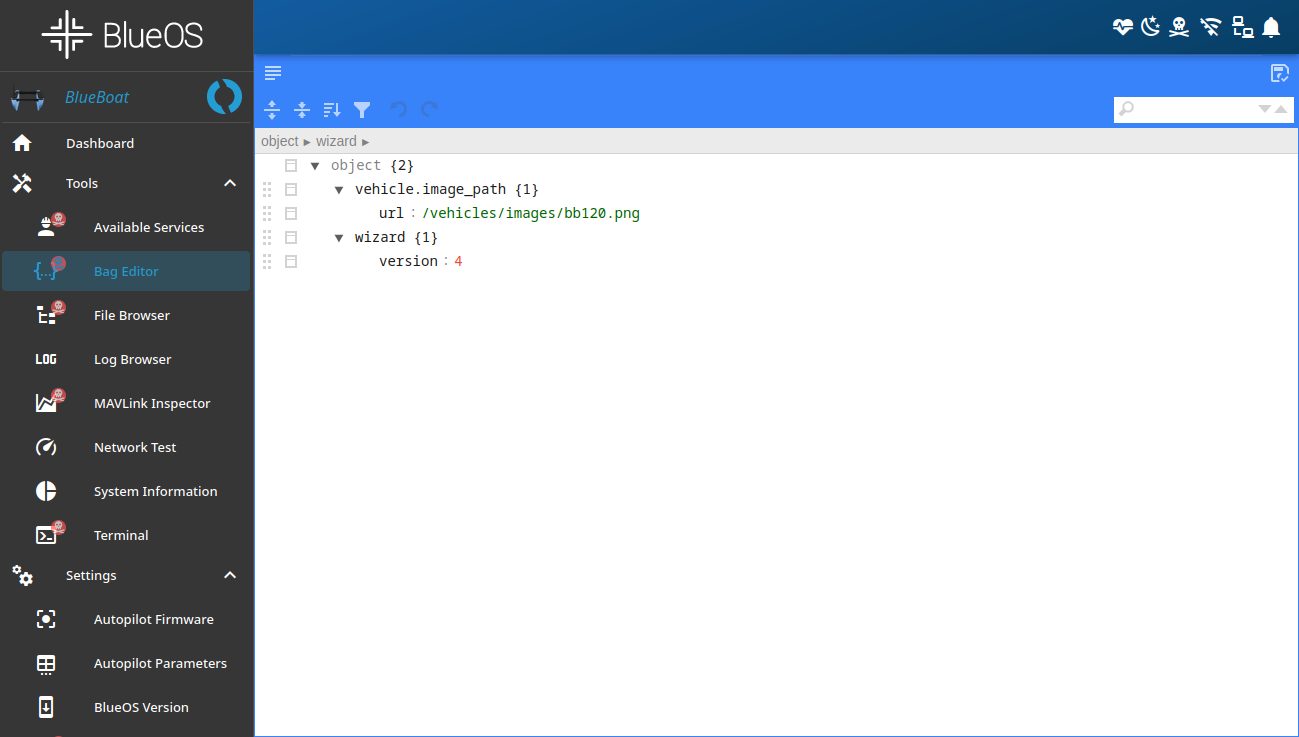 BlueOS
BlueBoat
Dashboard
Tools
Available Services
{...}
Bag Editor
File Browser
LOG
Log Browser
MAVLink Inspector
Network Test
System Information
Terminal
Settings
Autopilot Firmware
Autopilot Parameters
BlueOS Version
object ► wizard ►
▼ object {2}
▼ vehicle.image_path {1}
url : /vehicles/images/bb120.png
▼ wizard {1}
version : 4